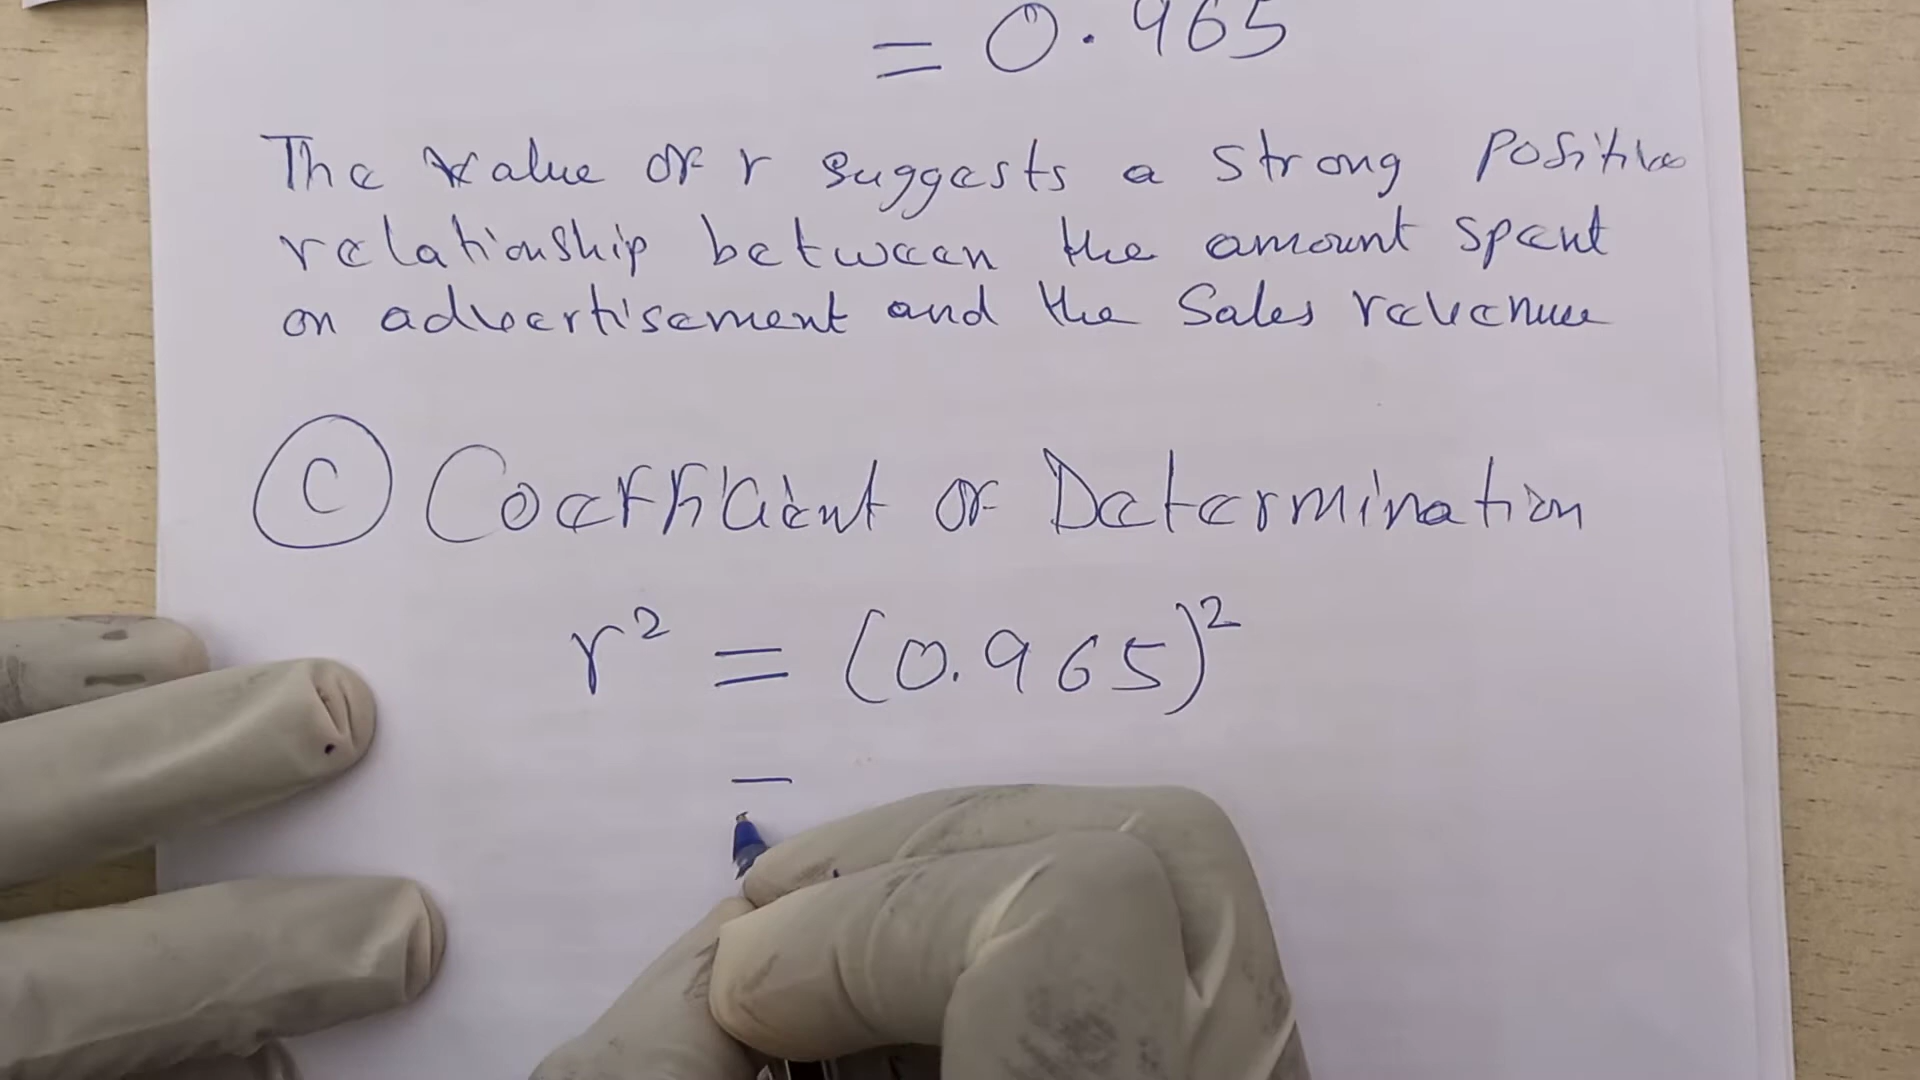 = 0.965
The value of r suggests a strong positive
relationship between the amount spent
on advertisement and the Sales revenue
C Coefficient of Determination
r² = (0.965)²